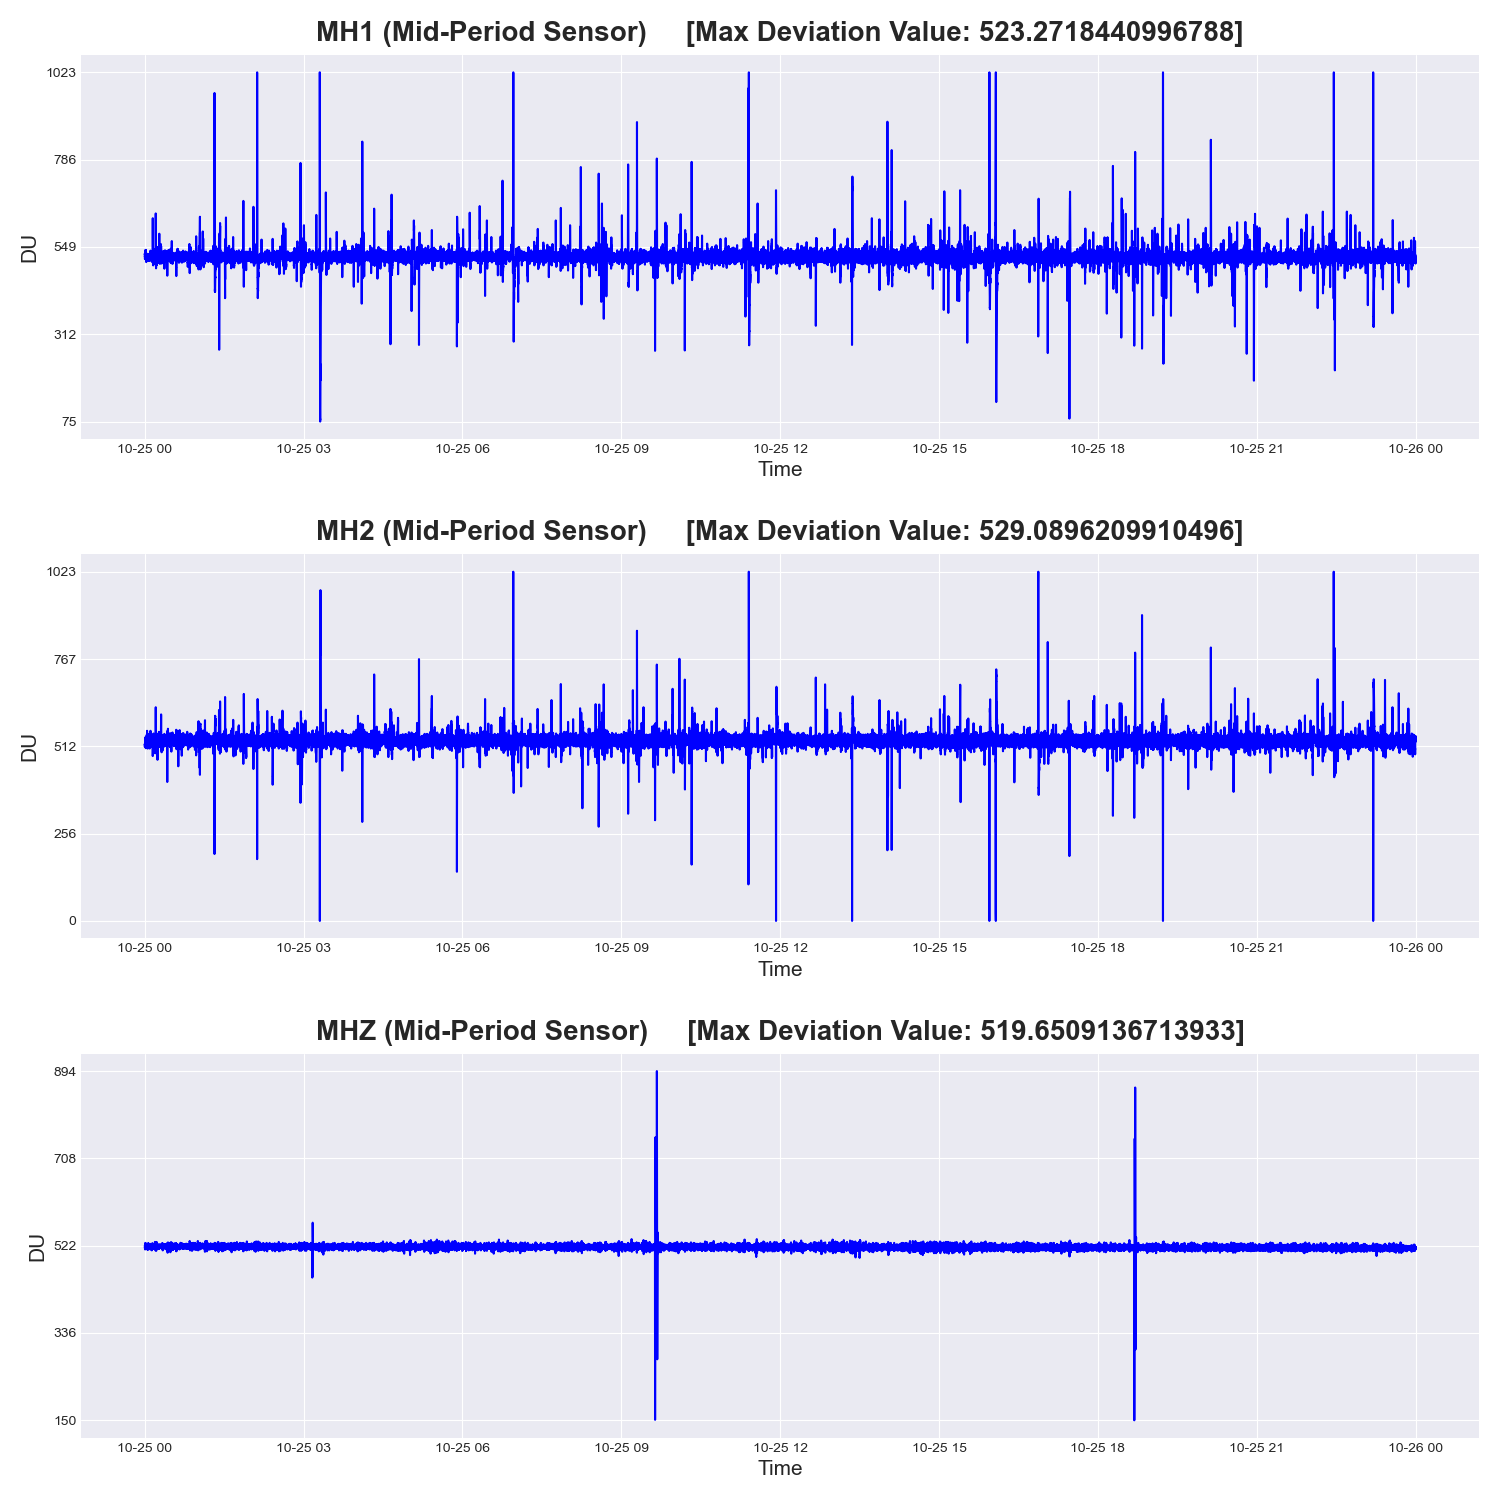 MH1 (Mid-Period Sensor) [Max Deviation Value: 523.2718440996788]
1023
786
549
312
75
DU
10-25 00 10-25 03 10-25 06 10-25 09 10-25 12 10-25 15 10-25 18 10-25 21 10-26 00
Time
MH2 (Mid-Period Sensor) [Max Deviation Value: 529.0896209910496]
1023
767
512
256
0
DU
10-25 00 10-25 03 10-25 06 10-25 09 10-25 12 10-25 15 10-25 18 10-25 21 10-26 00
Time
MHZ (Mid-Period Sensor) [Max Deviation Value: 519.6509136713933]
894
708
522
336
150
DU
10-25 00 10-25 03 10-25 06 10-25 09 10-25 12 10-25 15 10-25 18 10-25 21 10-26 00
Time